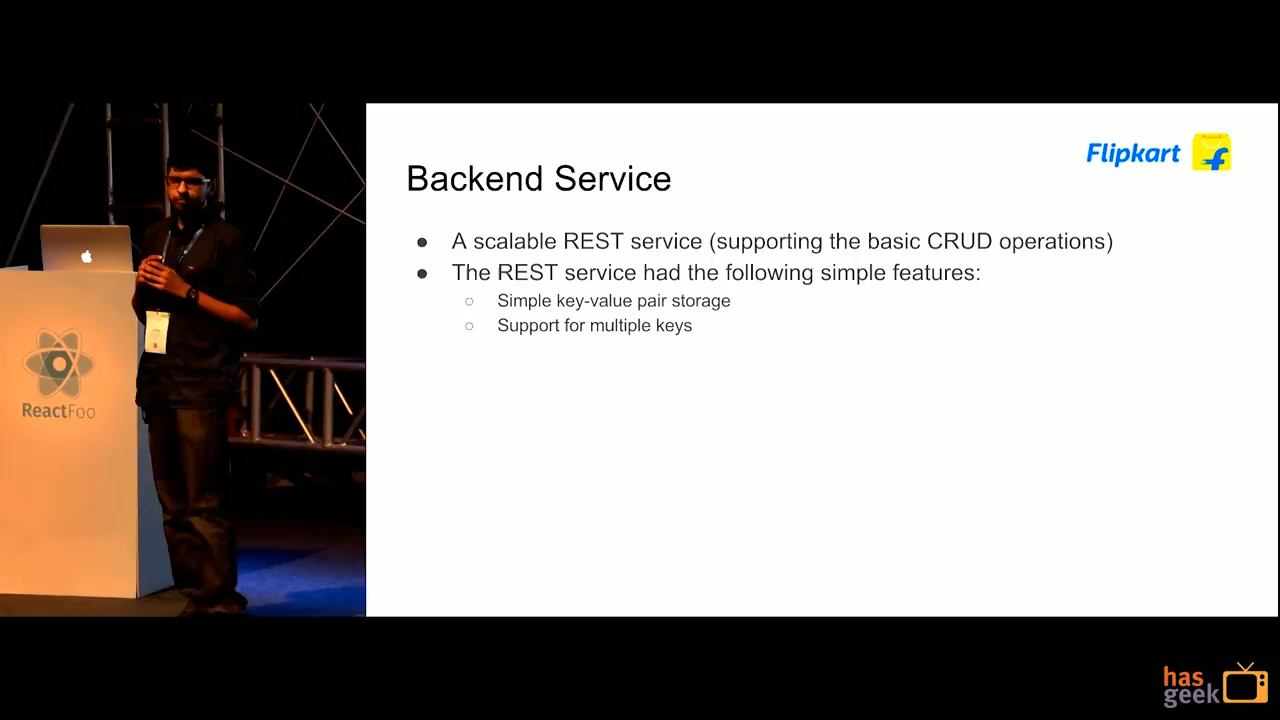 Flipkart
Backend Service
● A scalable REST service (supporting the basic CRUD operations)
● The REST service had the following simple features:
○ Simple key-value pair storage
○ Support for multiple keys
ReactFoo
has
geek